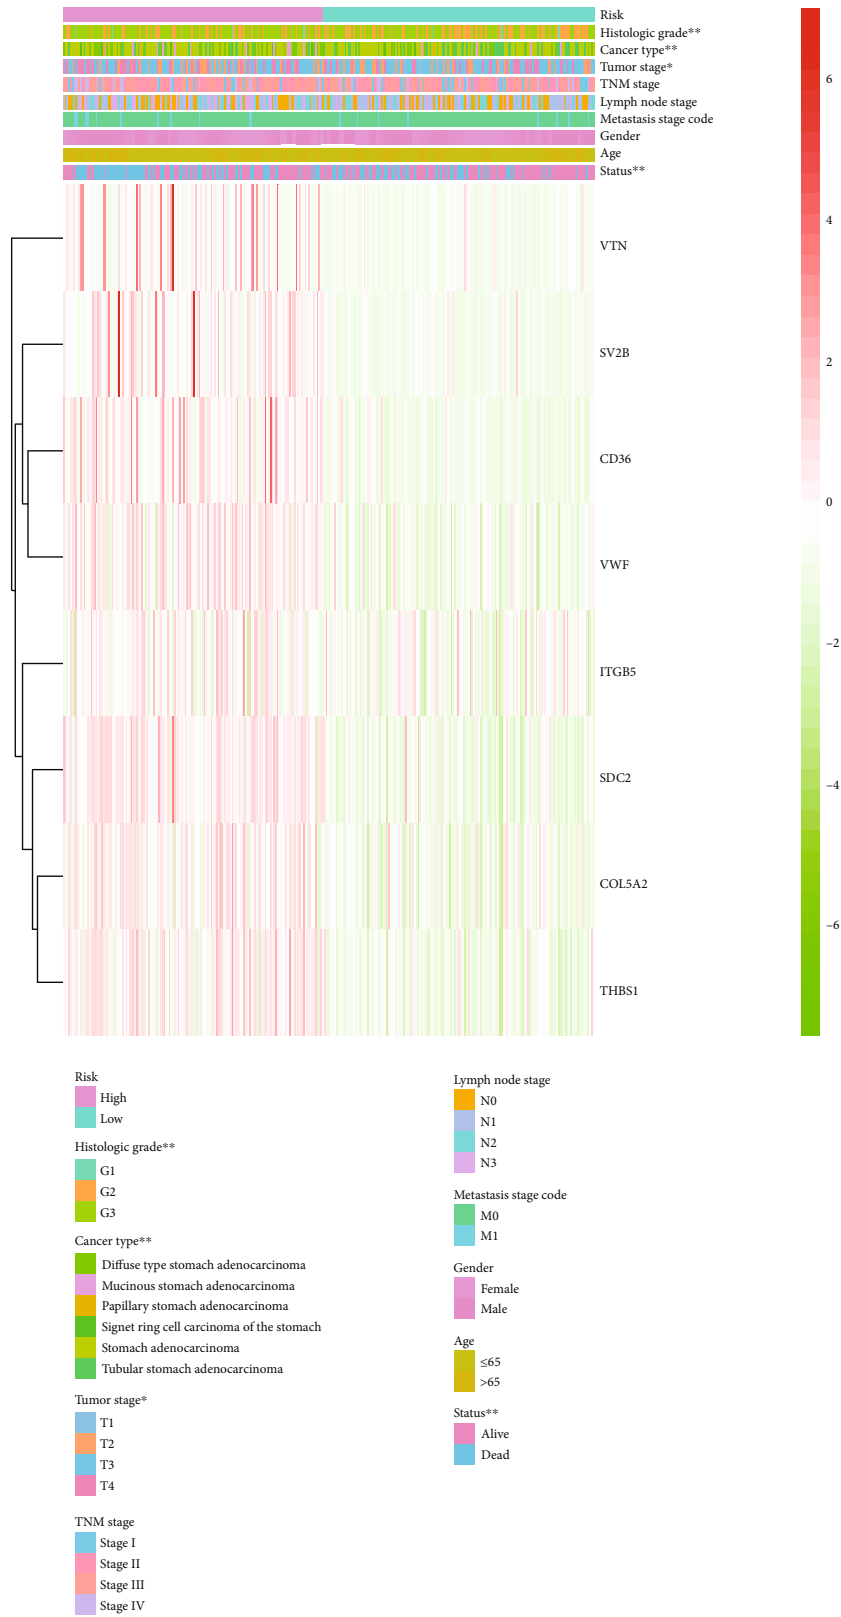 Risk
Histologic grade**
Cancer type**
Tumor stage*
TNM stage
Lymph node stage
Metastasis stage code
Gender
Age
Status**
VTN
SV2B
CD36
VWF
ITGB5
SDC2
COL5A2
THBS1
6
4
2
0
−2
−4
−6
Risk
High
Low
Histologic grade**
G1
G2
G3
Cancer type**
Diffuse type stomach adenocarcinoma
Mucinous stomach adenocarcinoma
Papillary stomach adenocarcinoma
Signet ring cell carcinoma of the stomach
Stomach adenocarcinoma
Tubular stomach adenocarcinoma
Tumor stage*
T1
T2
T3
T4
TNM stage
Stage I
Stage II
Stage III
Stage IV
Lymph node stage
N0
N1
N2
N3
Metastasis stage code
M0
M1
Gender
Female
Male
Age
≤65
>65
Status**
Alive
Dead